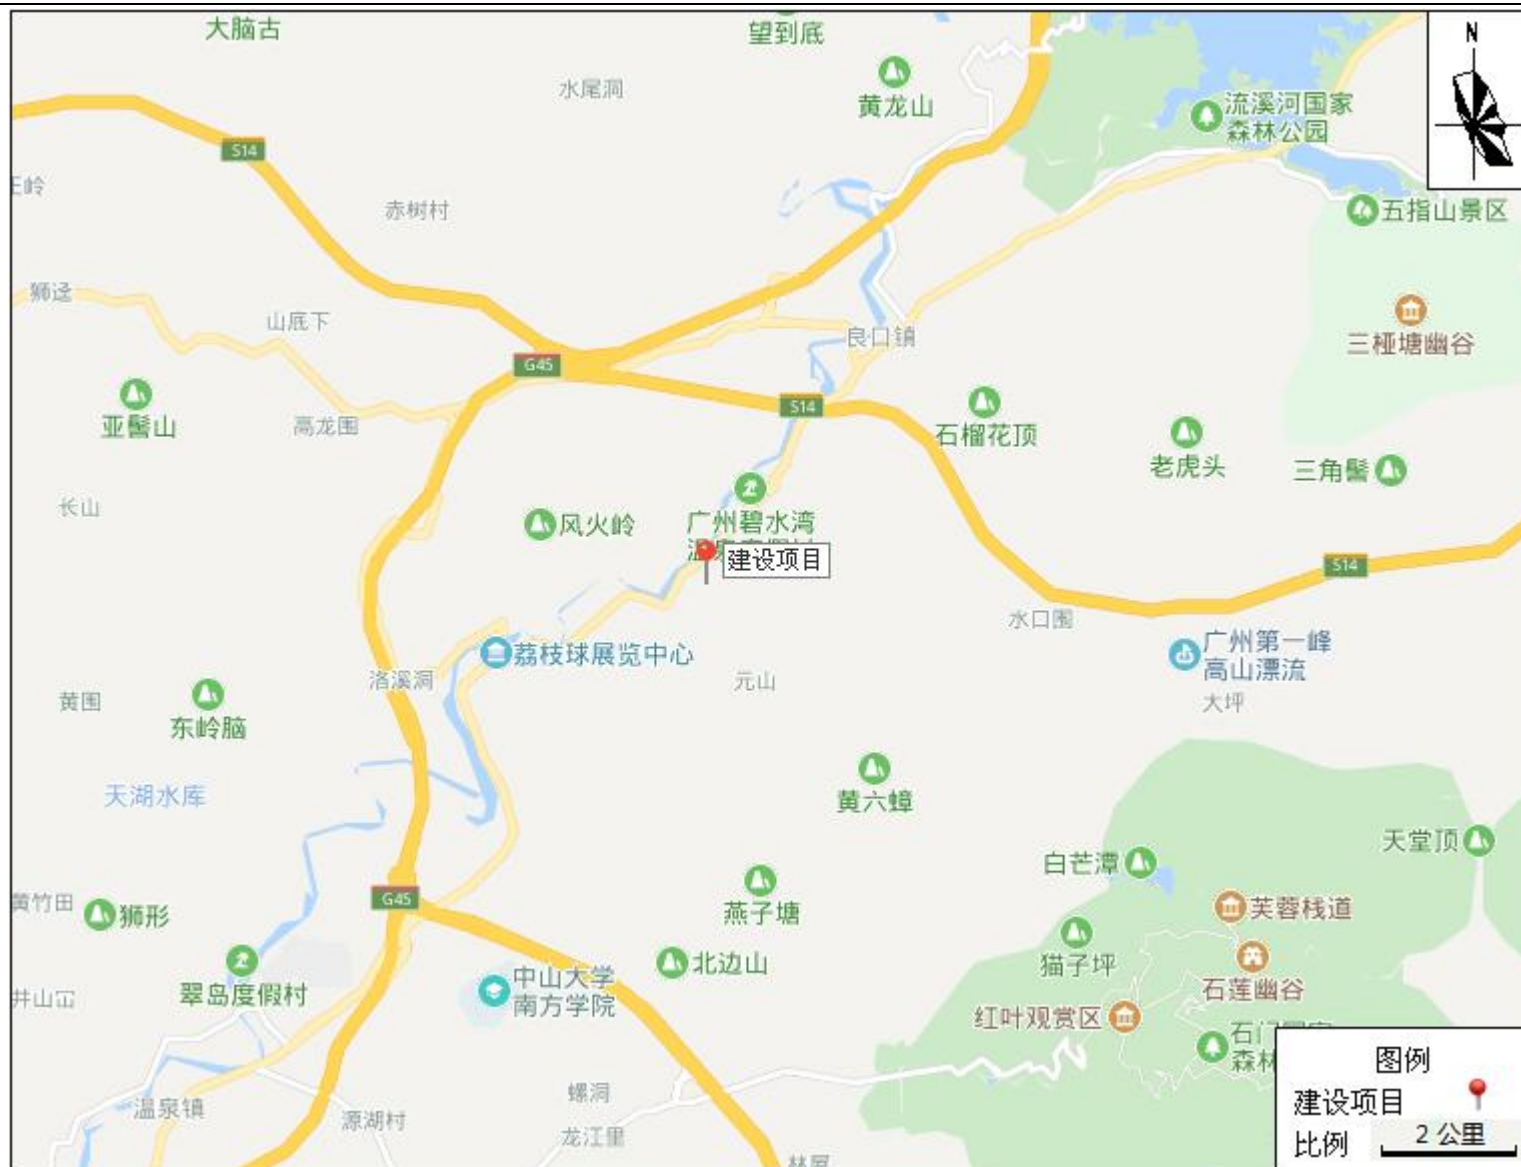 大脑古
望到底
N
水尾洞
黄龙山
流溪河国家
森林公园
S14
赤树村
五指山景区
狮迳
山底下
良口镇
三桠塘幽谷
G45
S14
亚髻山
高龙围
石榴花顶
老虎头
三角髻
长山
风火岭
广州碧水湾
建设项目
S14
水口围
广州第一峰
高山漂流
荔枝球展览中心
洛溪洞
元山
大坪
黄围
东岭脑
天湖水库
黄六蟑
天堂顶
白芒潭
G45
燕子塘
芙蓉栈道
黄竹田
狮形
猫子坪
北边山
石莲幽谷
翠岛度假村
中山大学
南方学院
红叶观赏区
图例
建设项目
比例
2 公里
螺洞
温泉镇
源湖村
龙江里